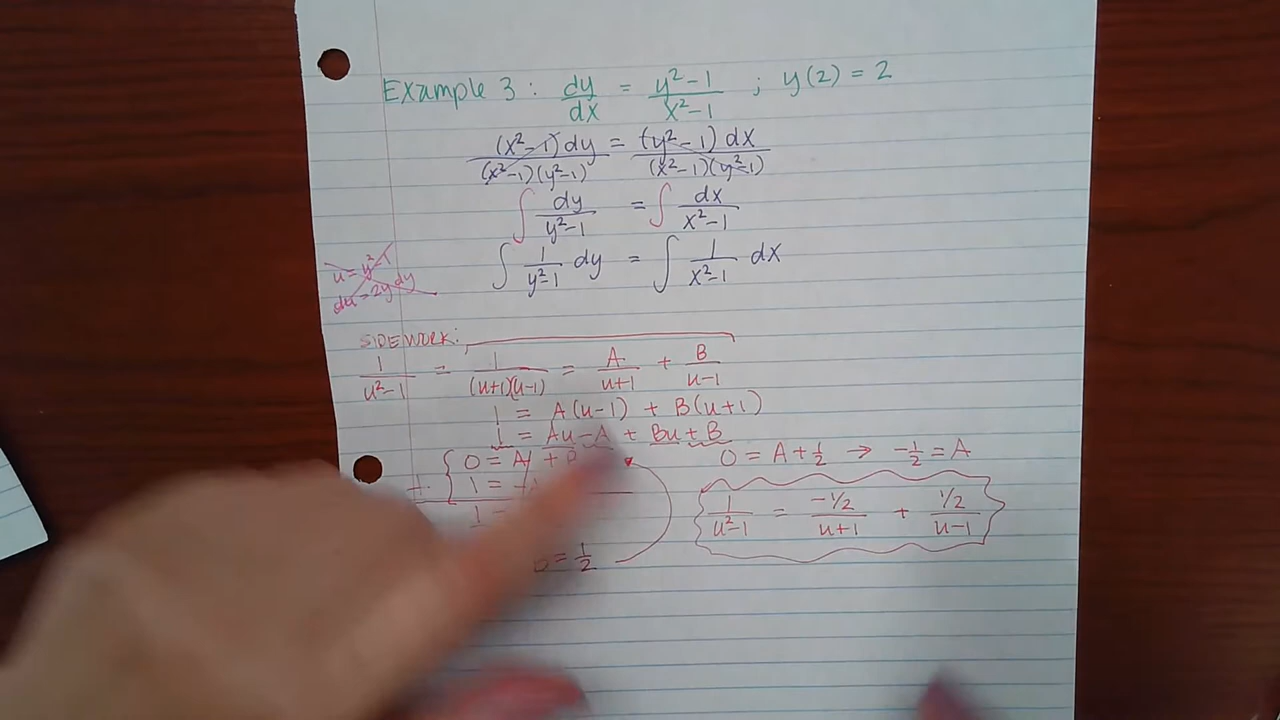 Example 3 : dy/dx = y²-1/x²-1 ; y(2) = 2
(x²-1)dy/(x²-1)(y²-1) = (y²-1)dx/(x²-1)(y²-1)
∫ dy/y²-1 = ∫ dx/x²-1
∫ 1/y²-1 dy = ∫ 1/x²-1 dx
u = y²-1
du = 2y dy
SIDEWORK:
1/u²-1 = 1/(u+1)(u-1) = A/u+1 + B/u-1
1 = A(u-1) + B(u+1)
1 = Au-A + Bu+B
0 = A +
1 =
1
= 1/2
0 = A + 1/2 → -1/2 = A
1/u²-1 = -1/2/u+1 + 1/2/u-1